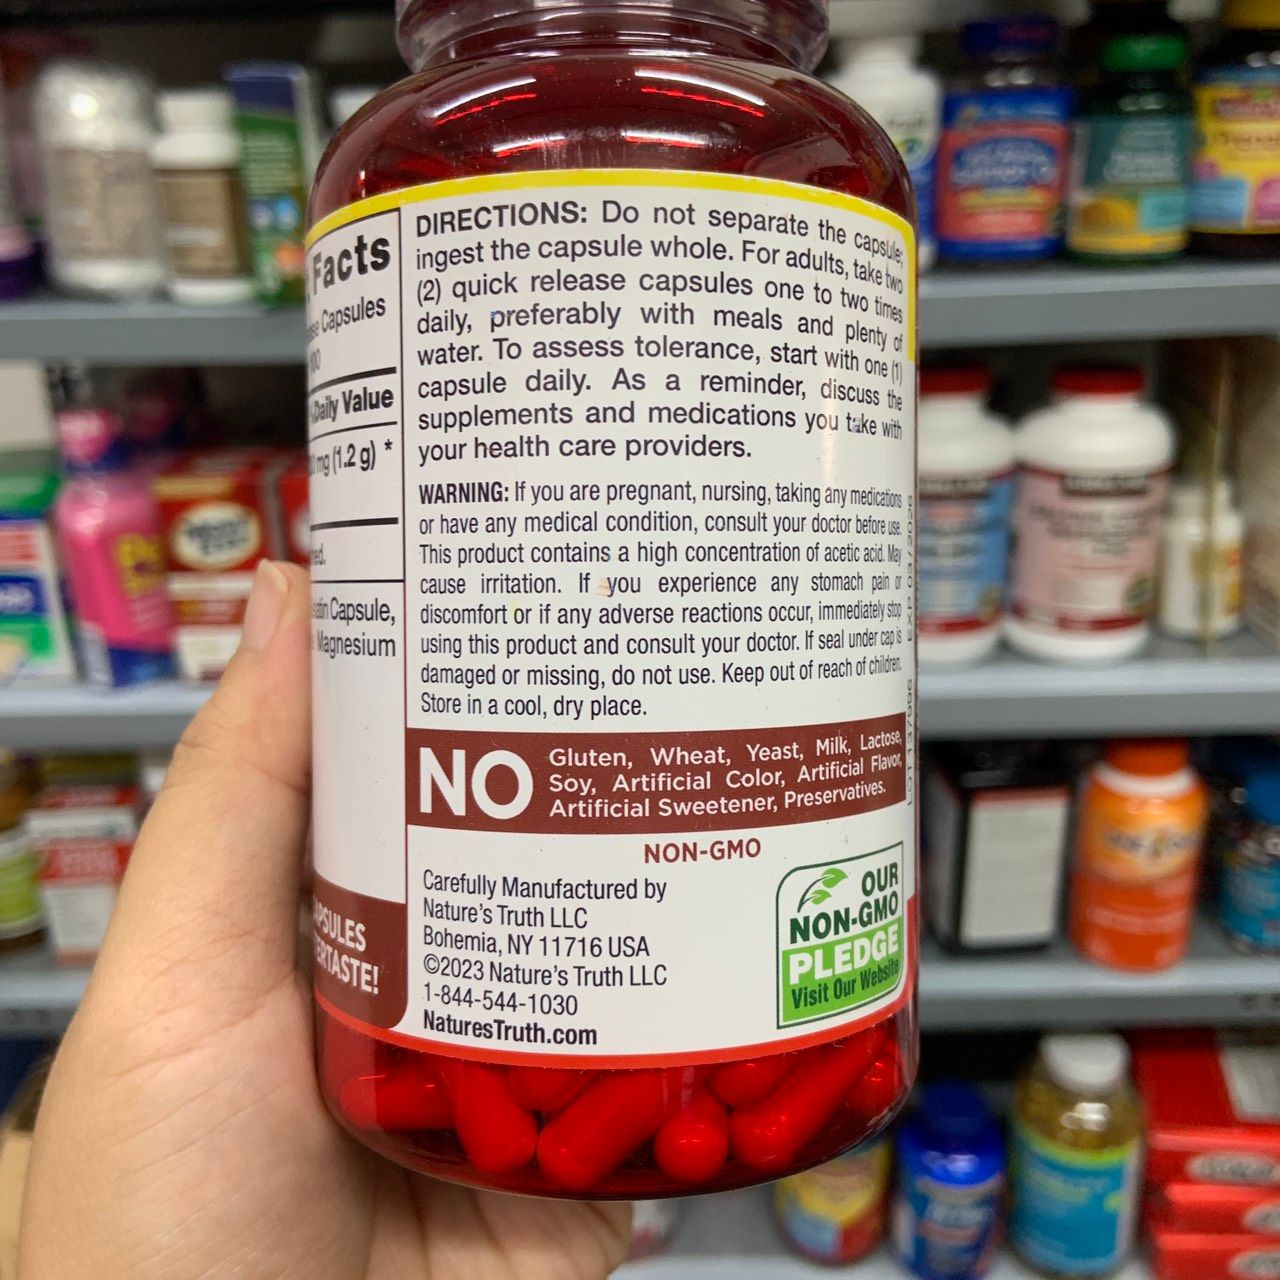 Facts
Capsules
Daily Value
mg (1.2 g) *
Capsule,
Magnesium
DIRECTIONS: Do not separate the capsule;
ingest the capsule whole. For adults, take two
(2) quick release capsules one to two times
daily, preferably with meals and plenty of
water. To assess tolerance, start with one (1)
capsule daily. As a reminder, discuss the
supplements and medications you take with
your health care providers.
WARNING: If you are pregnant, nursing, taking any medications
or have any medical condition, consult your doctor before use.
This product contains a high concentration of acetic acid. May
cause irritation. If you experience any stomach pain or
discomfort or if any adverse reactions occur, immediately stop
using this product and consult your doctor. If seal under cap is
damaged or missing, do not use. Keep out of reach of children.
Store in a cool, dry place.
NO
Gluten, Wheat, Yeast, Milk, Lactose,
Soy, Artificial Color, Artificial Flavor,
Artificial Sweetener, Preservatives.
NON-GMO
Carefully Manufactured by
Nature's Truth LLC
Bohemia, NY 11716 USA
©2023 Nature's Truth LLC
1-844-544-1030
NaturesTruth.com
OUR
NON-GMO
PLEDGE
Visit Our Website